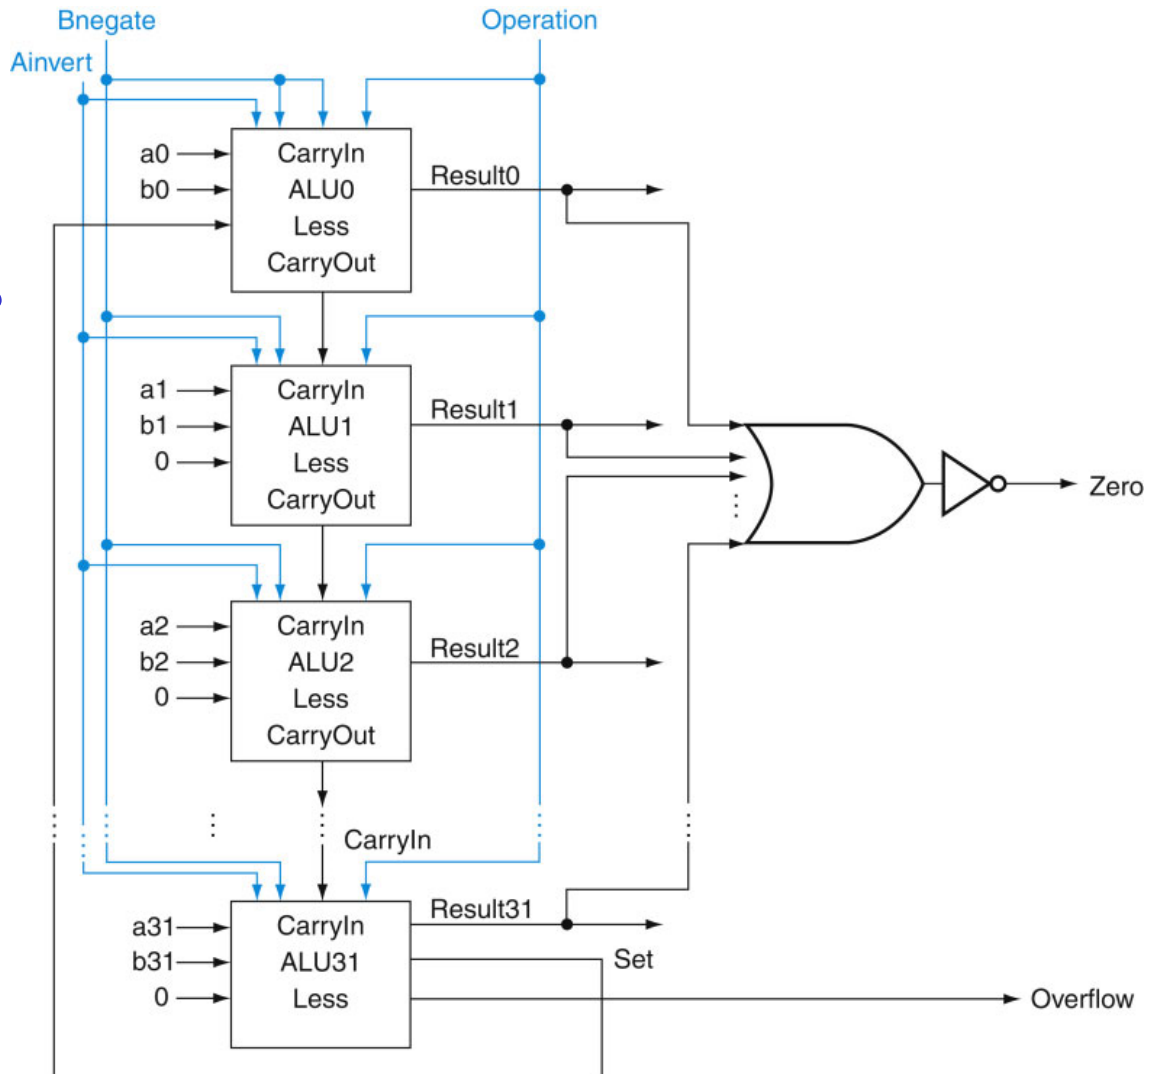 Bnegate
Operation
Ainvert
a0
CarryIn
b0
ALU0
Result0
Less
CarryOut
a1
CarryIn
b1
ALU1
Result1
0
Less
CarryOut
Zero
a2
CarryIn
b2
ALU2
Result2
0
Less
CarryOut
CarryIn
a31
CarryIn
Result31
b31
ALU31
Set
0
Less
Overflow